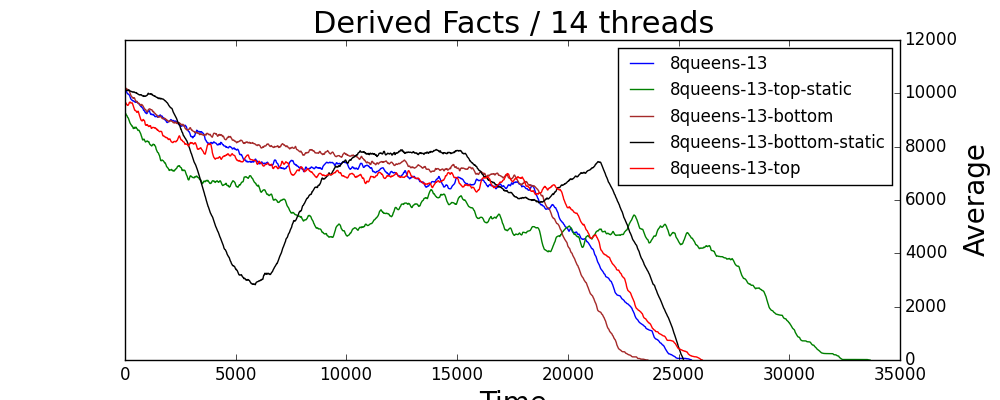 Derived Facts / 14 threads
12000
10000
8000
6000
4000
2000
0
Average
8queens-13
8queens-13-top-static
8queens-13-bottom
8queens-13-bottom-static
8queens-13-top
0 5000 10000 15000 20000 25000 30000 35000
Time